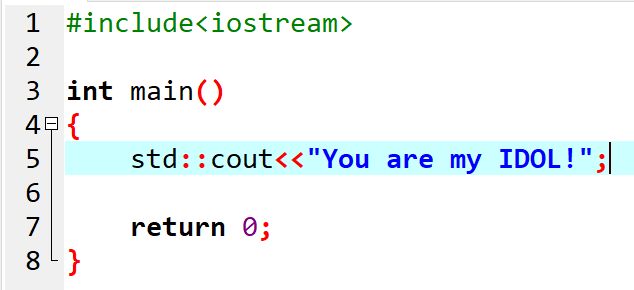 1 #include<iostream>
2
3 int main()
4 {
5     std::cout<<"You are my IDOL!";
6
7     return 0;
8 }